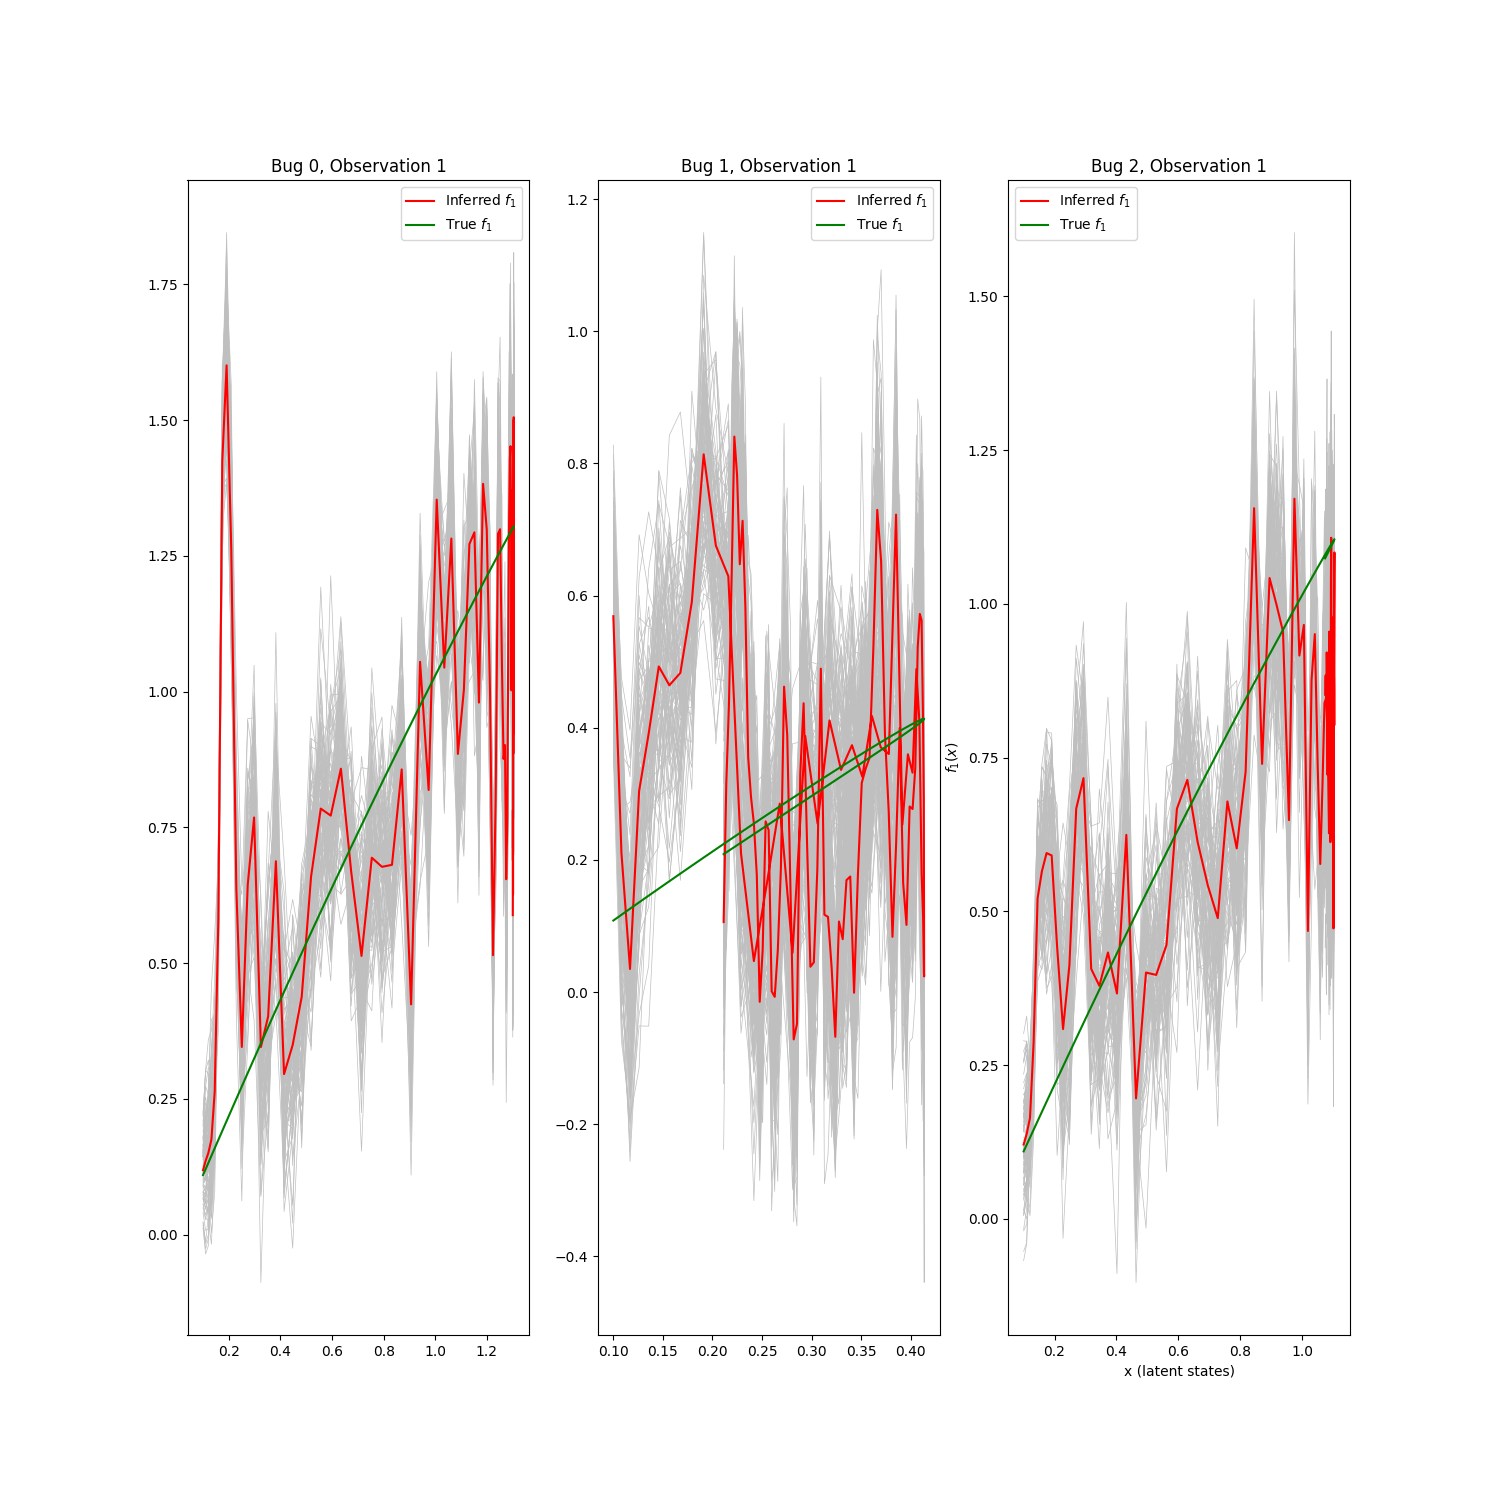 Bug 0, Observation 1
Inferred f₁
True f₁
1.75
1.50
1.25
1.00
0.75
0.50
0.25
0.00
0.2 0.4 0.6 0.8 1.0 1.2
Bug 1, Observation 1
Inferred f₁
True f₁
1.2
1.0
0.8
0.6
0.4
0.2
0.0
−0.2
−0.4
0.10 0.15 0.20 0.25 0.30 0.35 0.40
Bug 2, Observation 1
Inferred f₁
True f₁
f₁(x)
1.50
1.25
1.00
0.75
0.50
0.25
0.00
0.2 0.4 0.6 0.8 1.0
x (latent states)